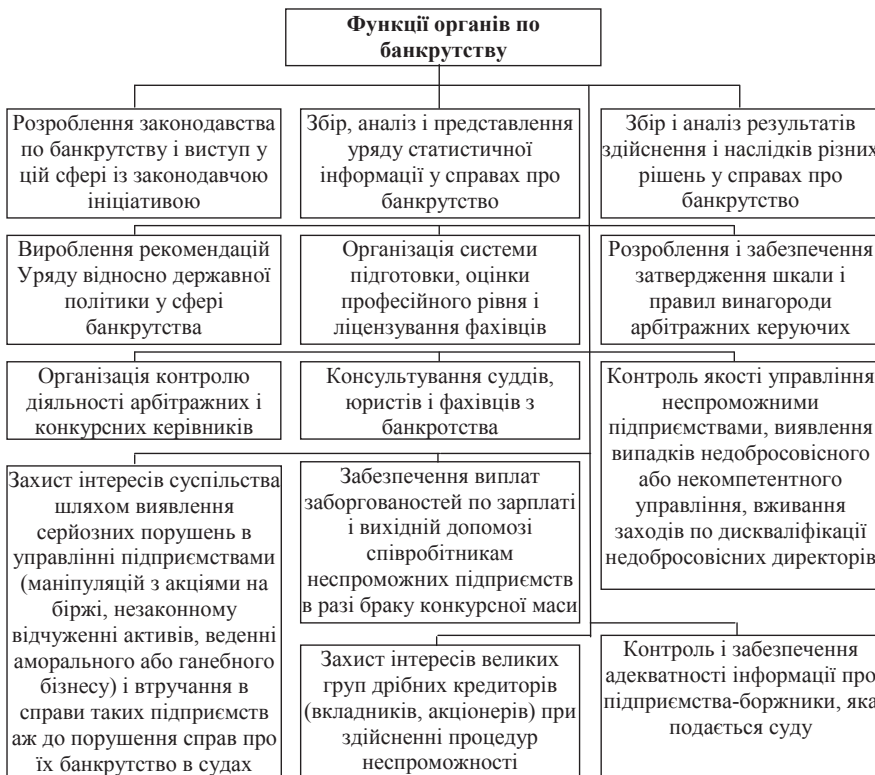 Функції органів по
банкрутству
Розроблення законодавства
по банкрутству і виступ у
цій сфері із законодавчою
ініціативою
Збір, аналіз і представлення
уряду статистичної
інформації у справах про
банкрутство
Збір і аналіз результатів
здійснення і наслідків різних
рішень у справах про
банкрутство
Вироблення рекомендацій
Уряду відносно державної
політики у сфері
банкрутства
Організація системи
підготовки, оцінки
професійного рівня і
ліцензування фахівців
Розроблення і забезпечення
затвердження шкали і
правил винагороди
арбітражних керуючих
Організація контролю
діяльності арбітражних і
конкурсних керівників
Консультування суддів,
юристів і фахівців з
банкротства
Контроль якості управління
неспроможними
підприємствами, виявлення
випадків недобросовісного
або некомпетентного
управління, вживання
заходів по дискваліфікації
недобросовісних директорів
Захист інтересів суспільства
шляхом виявлення
серйозних порушень в
управлінні підприємствами
(маніпуляцій з акціями на
біржі, незаконному
відчуженні активів, веденні
аморального або ганебного
бізнесу) і втручання в
справи таких підприємств
аж до порушення справ про
їх банкрутство в судах
Забезпечення виплат
заборгованостей по зарплаті
і вихідній допомозі
співробітникам
неспроможних підприємств
в разі браку конкурсної маси
Захист інтересів великих
груп дрібних кредиторів
(вкладників, акціонерів) при
здійсненні процедур
неспроможності
Контроль і забезпечення
адекватності інформації про
підприємства-боржники, яка
подається суду